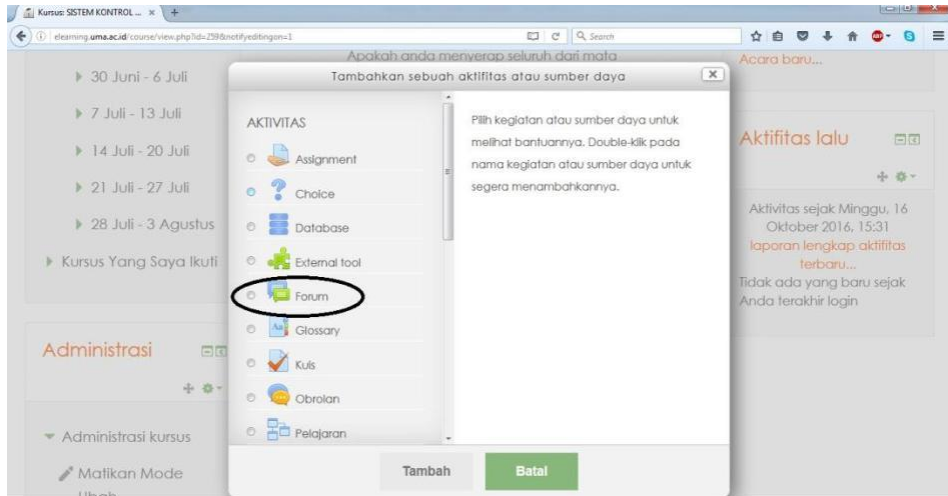 Kursus: SISTEM KONTROL ...
elearning.uma.ac.id/course/view.php?id=259&notifyeditingon=1
Search
Apakah anda menyerap seluruh dari mata
30 Juni - 6 Juli
7 Juli - 13 Juli
14 Juli - 20 Juli
21 Juli - 27 Juli
28 Juli - 3 Agustus
Kursus Yang Saya Ikuti
Administrasi
Administrasi kursus
Matikan Mode
Ubah
Tambahkan sebuah aktifitas atau sumber daya
AKTIVITAS
Assignment
Choice
Database
External tool
Forum
Glossary
Kuis
Obrolan
Pelajaran
Pilih kegiatan atau sumber daya untuk
melihat bantuannya. Double-klik pada
nama kegiatan atau sumber daya untuk
segera menambahkannya.
Tambah
Batal
Acara baru...
Aktifitas lalu
Aktivitas sejak Minggu, 16
Oktober 2016, 15:31
laporan lengkap aktifitas
terbaru...
Tidak ada yang baru sejak
Anda terakhir login